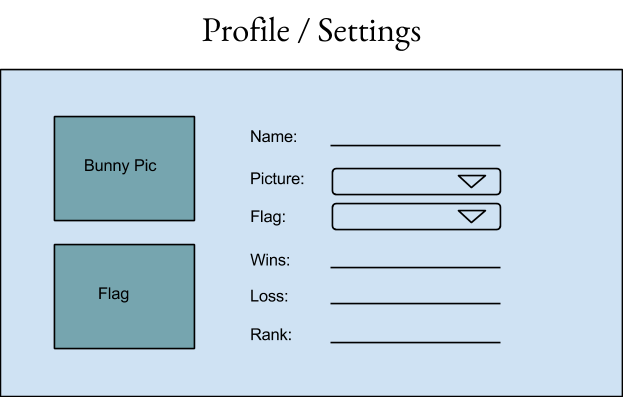 Profile / Settings
Bunny Pic
Flag
Name:
Picture:
Flag:
Wins:
Loss:
Rank: